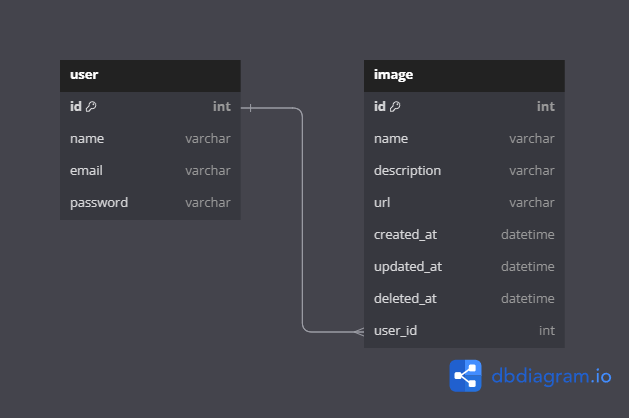 user
id int
name varchar
email varchar
password varchar
image
id int
name varchar
description varchar
url varchar
created_at datetime
updated_at datetime
deleted_at datetime
user_id int
dbdiagram.io